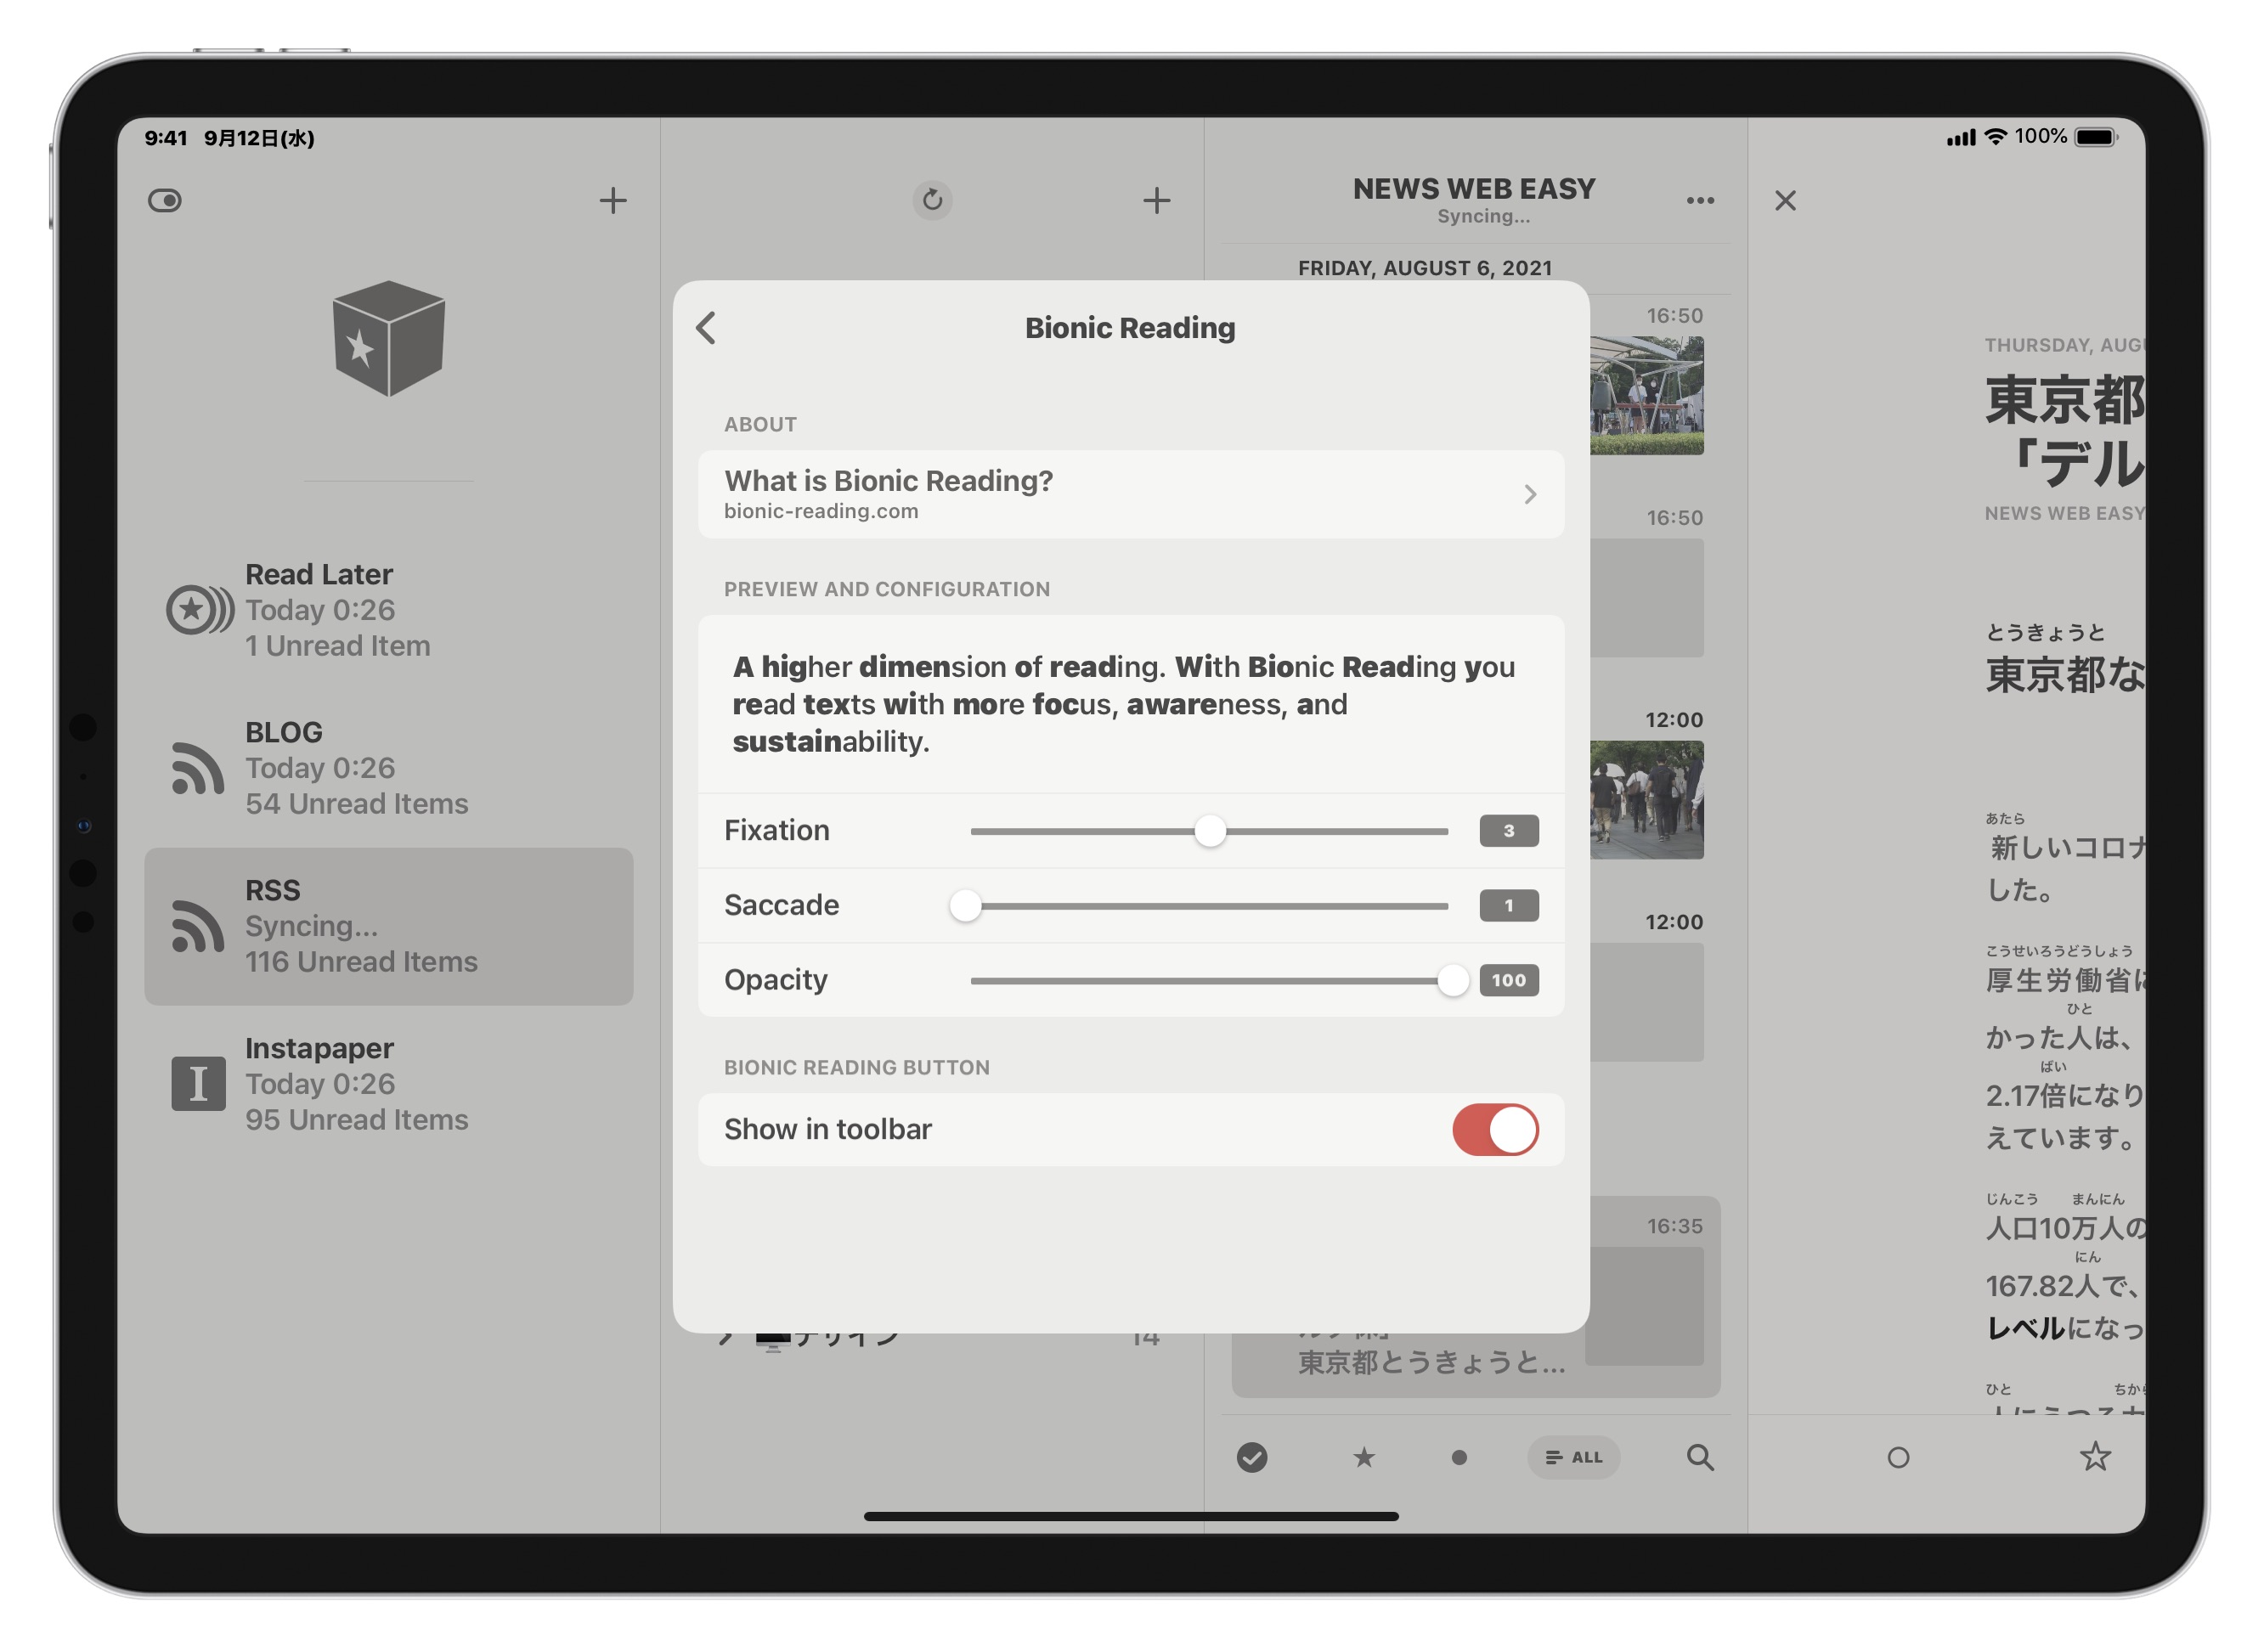 9:41 9月12日(水)
100%
Read Later
Today 0:26
1 Unread Item
BLOG
Today 0:26
54 Unread Items
RSS
Syncing...
116 Unread Items
Instapaper
Today 0:26
95 Unread Items
14
Bionic Reading
ABOUT
What is Bionic Reading?
bionic-reading.com
PREVIEW AND CONFIGURATION
A higher dimension of reading. With Bionic Reading you
read texts with more focus, awareness, and
sustainability.
Fixation 3
Saccade 1
Opacity 100
BIONIC READING BUTTON
Show in toolbar
NEWS WEB EASY
Syncing...
FRIDAY, AUGUST 6, 2021
16:50
16:50
12:00
12:00
16:35
東京都とうきょうと...
ALL
THURSDAY, AUGU
東京都
「デル
NEWS WEB EASY
とうきょうと
東京都な
あたら
新しいコロナ
した。
こうせいろうどうしょう
厚生労働省に
ひと
かった人は、
ばい
2.17倍になり
えています。
じんこう まんにん
人口10万人の
にん
167.82人で、
レベルになっ
ひと ちから